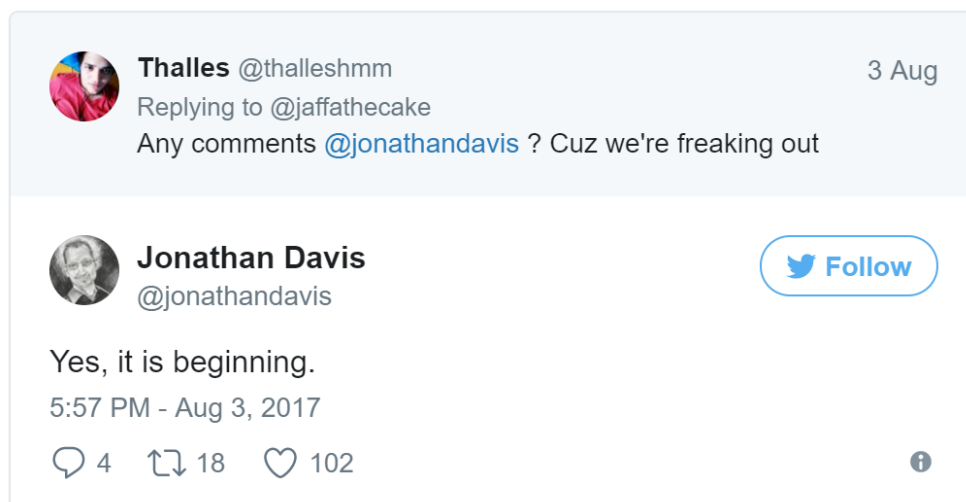 Thalles @thalleshmm 3 Aug
Replying to @jaffathecake
Any comments @jonathandavis ? Cuz we're freaking out
Jonathan Davis
Follow
@jonathandavis
Yes, it is beginning.
5:57 PM - Aug 3, 2017
4 18 102